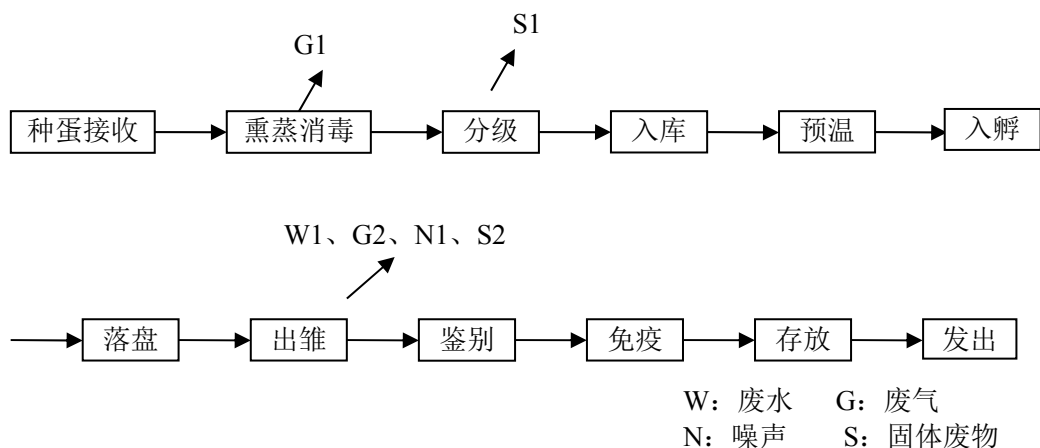 S1
G1
种蛋接收 熏蒸消毒 分级 入库 预温 入孵
W1、G2、N1、S2
落盘 出雏 鉴别 免疫 存放 发出
W：废水 G：废气
N：噪声 S：固体废物